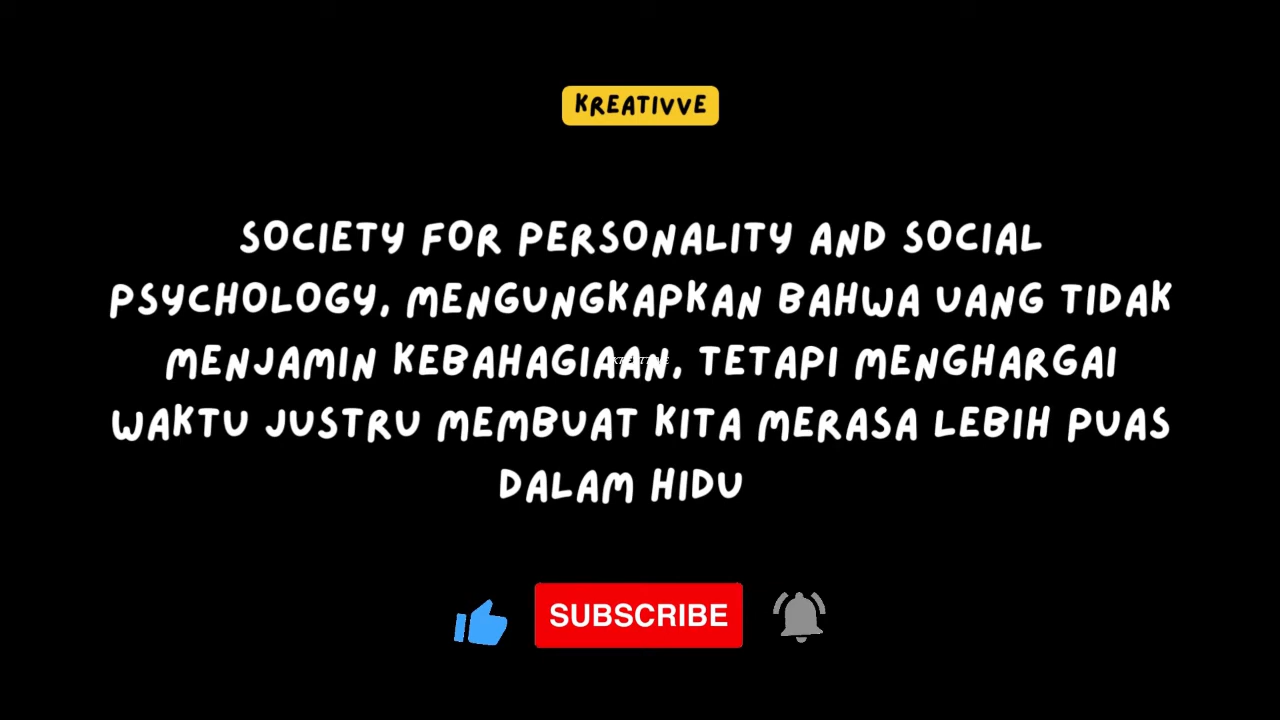 KREATIVVE
SOCIETY FOR PERSONALITY AND SOCIAL
PSYCHOLOGY, MENGUNGKAPKAN BAHWA UANG TIDAK
MENJAMIN KEBAHAGIAAN, TETAPI MENGHARGAI
WAKTU JUSTRU MEMBUAT KITA MERASA LEBIH PUAS
DALAM HIDU
SUBSCRIBE